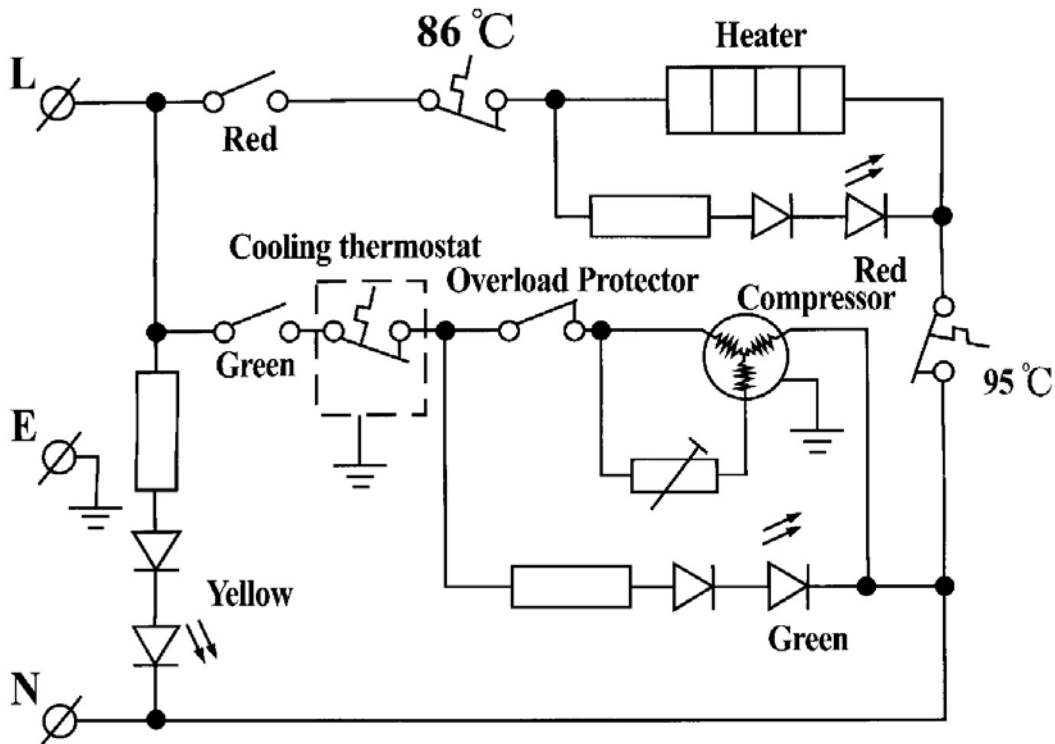 86 ℃
Heater
L
Red
Cooling thermostat
Overload Protector
Red
Compressor
Green
95 ℃
E
Yellow
Green
N